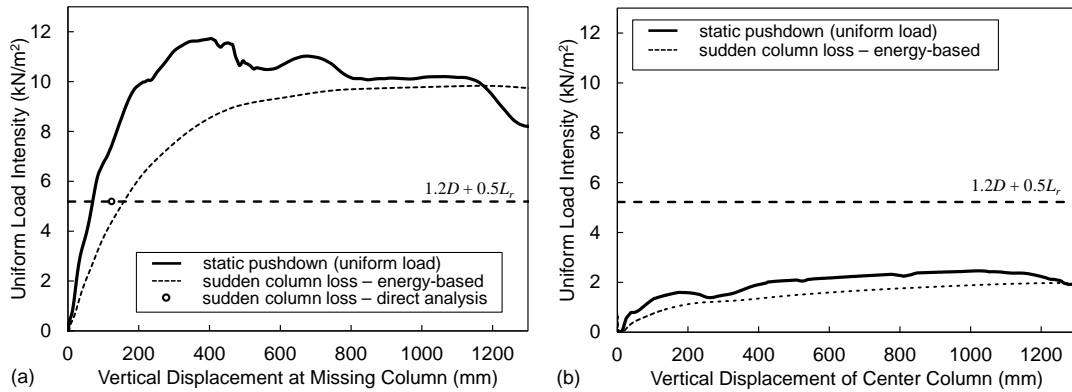 Uniform Load Intensity (kN/m²)
12
10
8
6
4
2
0
1.2D + 0.5Lr
static pushdown (uniform load)
sudden column loss – energy-based
sudden column loss – direct analysis
0 200 400 600 800 1000 1200
(a) Vertical Displacement at Missing Column (mm)
Uniform Load Intensity (kN/m²)
static pushdown (uniform load)
sudden column loss – energy-based
12
10
8
6
4
2
0
1.2D + 0.5Lr
0 200 400 600 800 1000 1200
(b) Vertical Displacement of Center Column (mm)